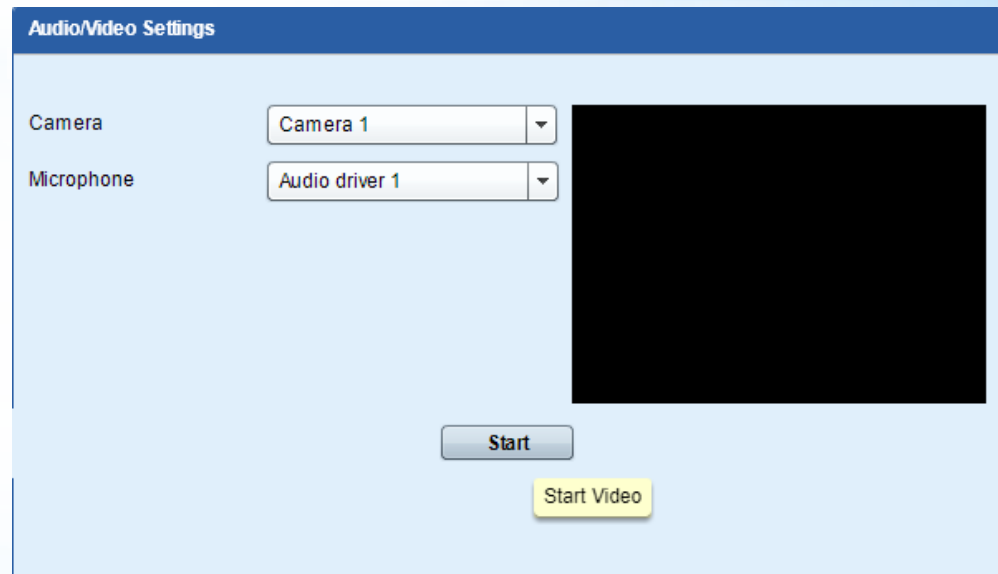 Audio/Video Settings
Camera
Camera 1
Microphone
Audio driver 1
Start
Start Video